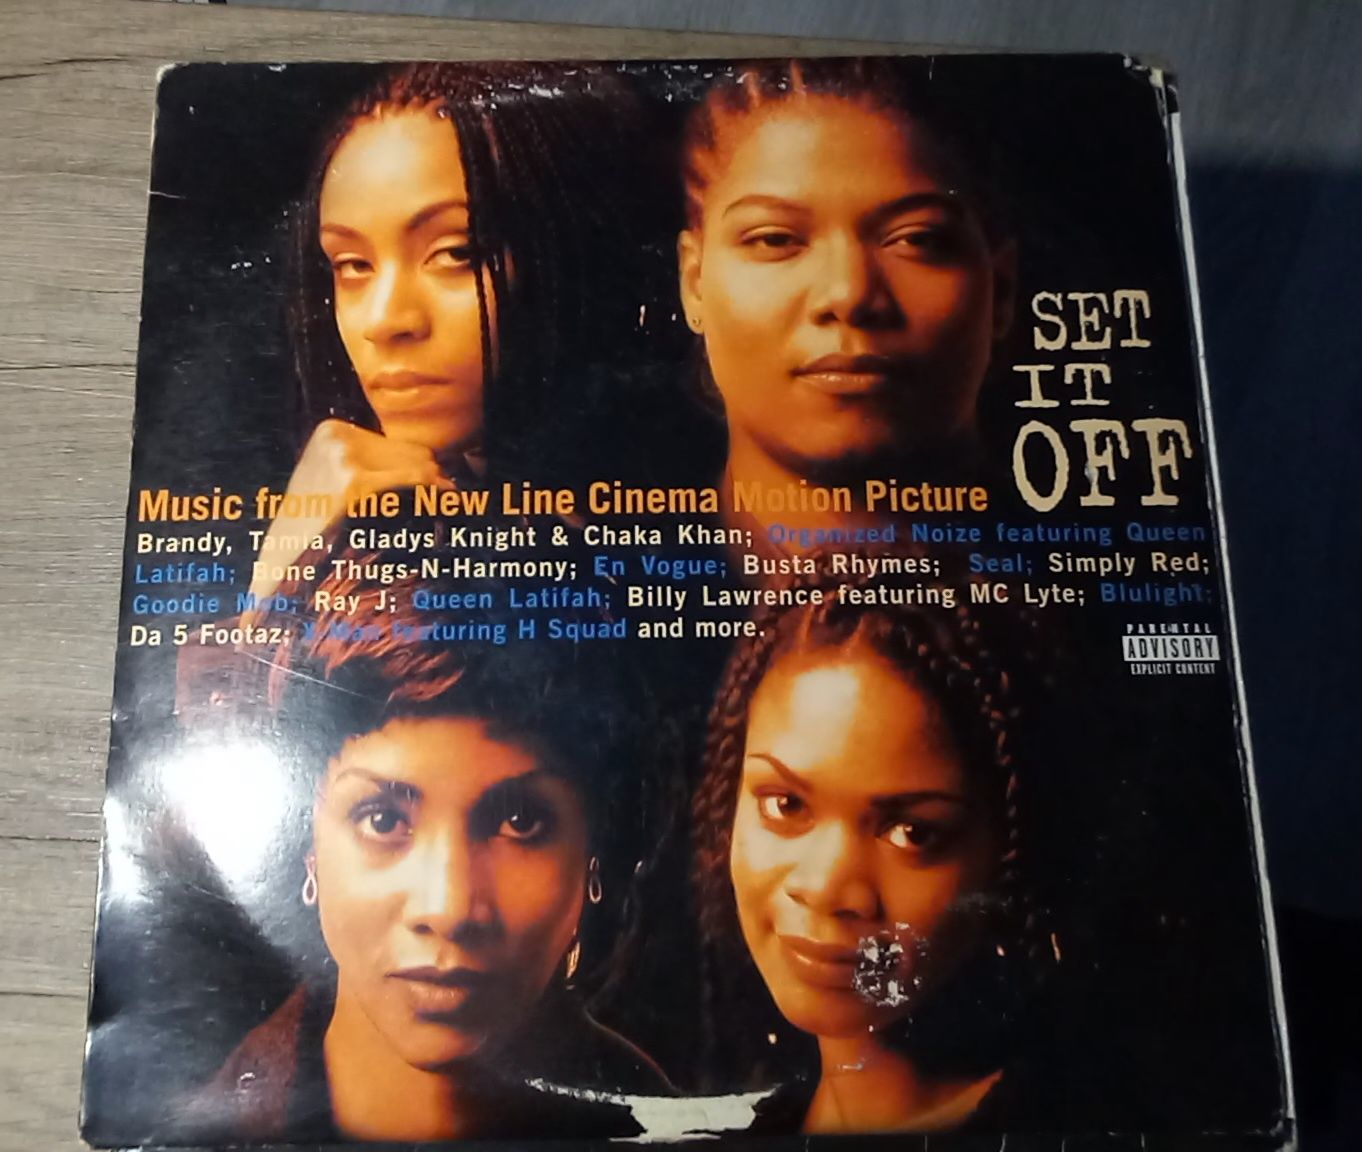 SET
IT
OFF
Music from the New Line Cinema Motion Picture
Brandy, Tamia, Gladys Knight & Chaka Khan; Organized Noize featuring Queen
Latifah; Bone Thugs-N-Harmony; En Vogue; Busta Rhymes; Seal; Simply Red;
Goodie Mob; Ray J; Queen Latifah; Billy Lawrence featuring MC Lyte; Blulight;
Da 5 Footaz; X-Man featuring H Squad and more.
PARENTAL
ADVISORY
EXPLICIT CONTENT